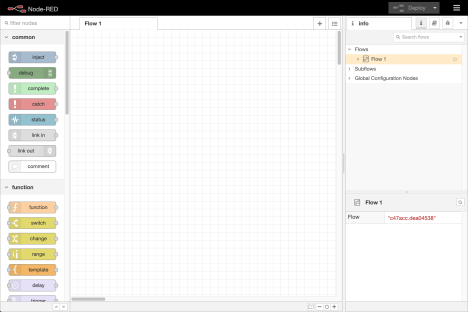 Node-RED
Deploy
filter nodes
Flow 1
info
i
common
inject
debug
complete
catch
status
link in
link out
comment
function
function
switch
change
range
template
delay
trigger
Search flows
Flows
Flow 1
Subflows
Global Configuration Nodes
Flow 1
Flow
"c47acc.dea04538"